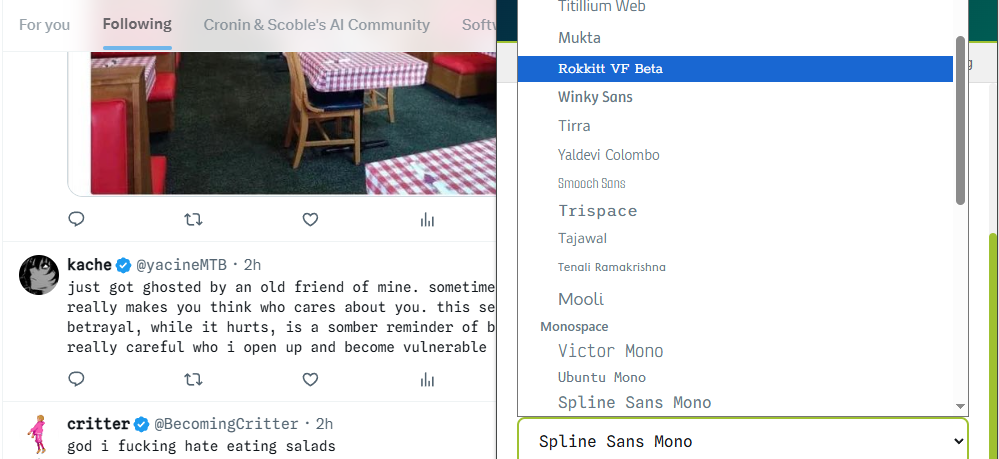 For you
Following
Cronin & Scoble's AI Community
kache @yacineMTB · 2h
just got ghosted by an old friend of mine.
really makes you think who cares about you. this
betrayal, while it hurts, is a somber reminder of
really careful who i open up and become vulnerable
critter @BecomingCritter · 2h
god i fucking hate eating salads
Titillium Web
Mukta
Rokkitt VF Beta
Winky Sans
Tirra
Yaldevi Colombo
Smooch Sans
Trispace
Tajawal
Tenali Ramakrishna
Mooli
Monospace
Victor Mono
Ubuntu Mono
Spline Sans Mono
Spline Sans Mono